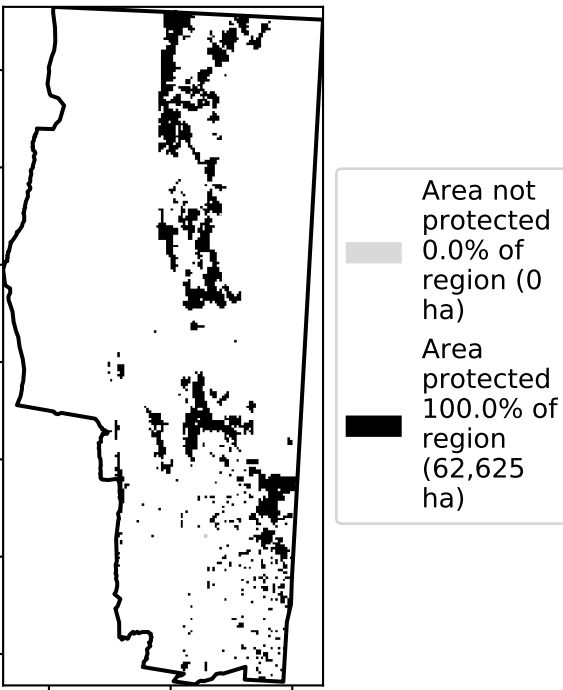 Area not
protected
0.0% of
region (0
ha)
Area
protected
100.0% of
region
(62,625
ha)